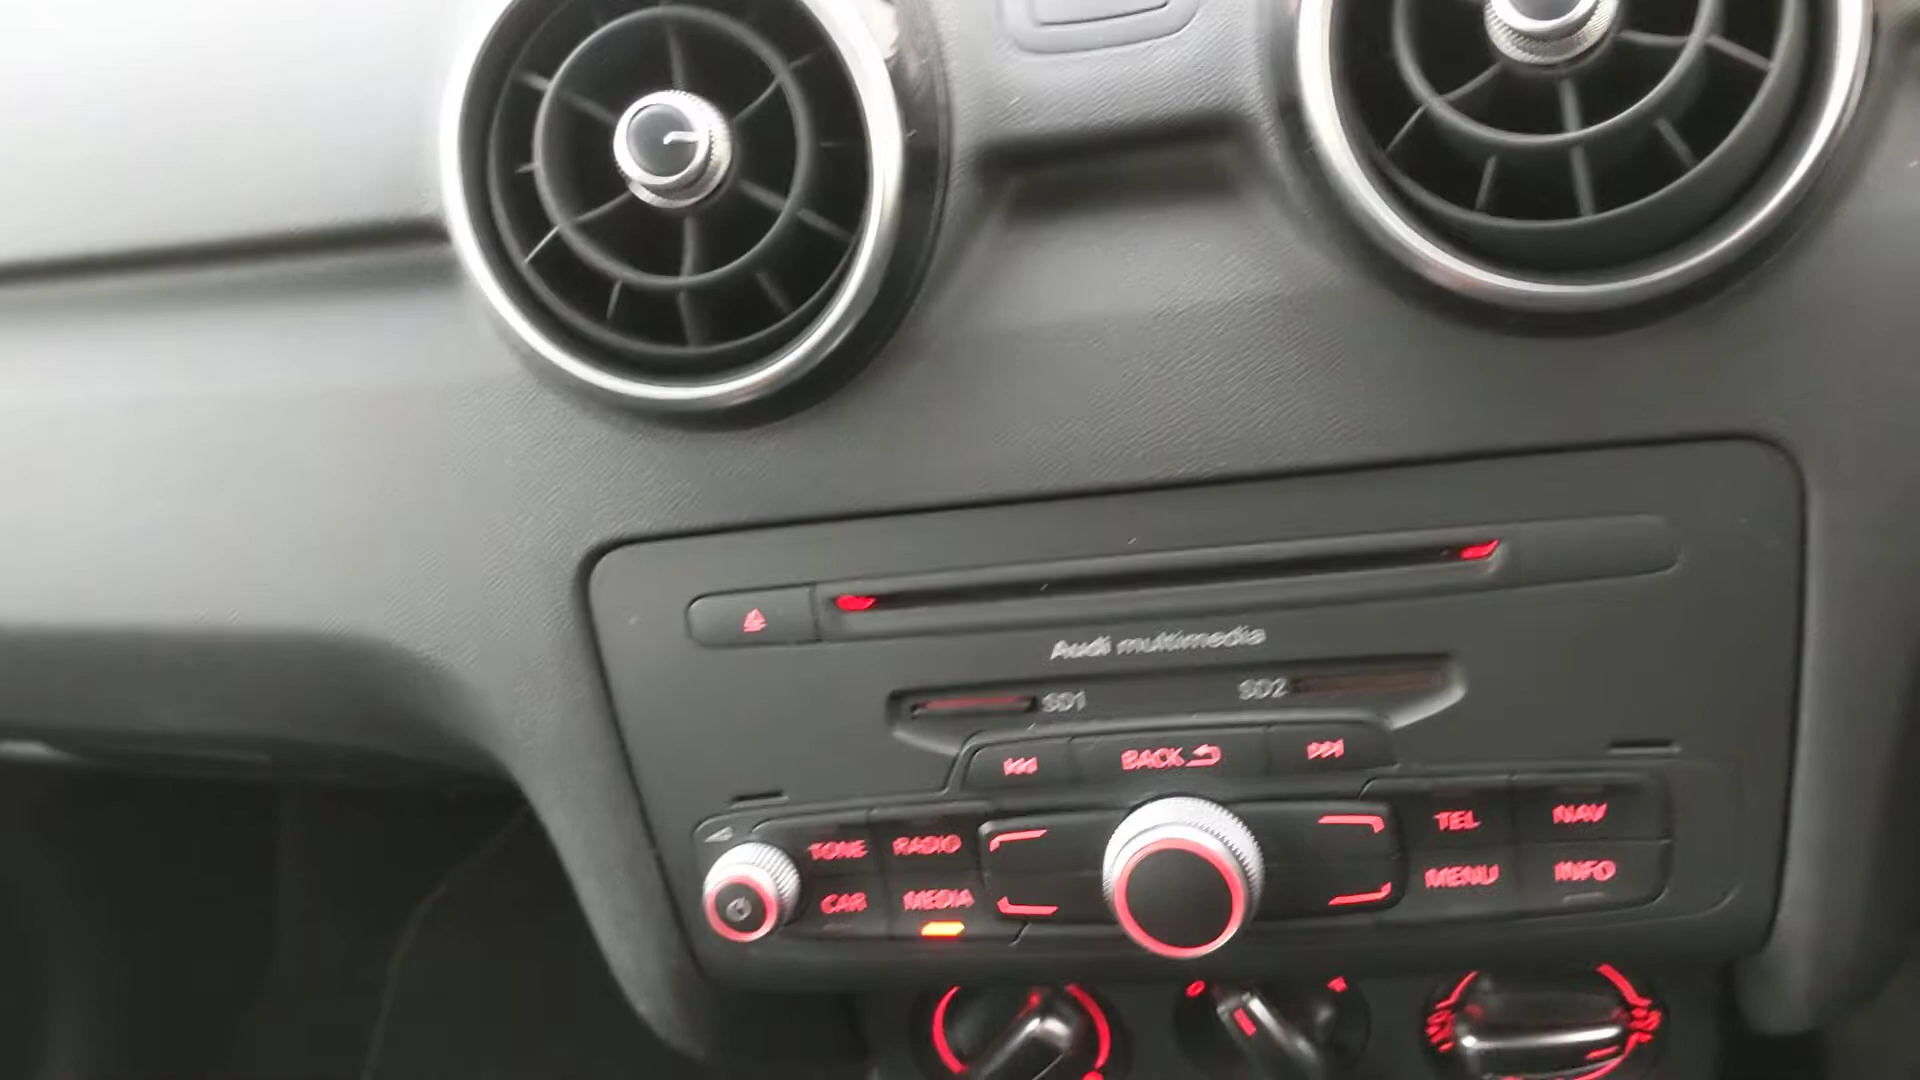 Audi multimedia
SD1 SD2
BACK
TONE RADIO TEL NAV
CAR MEDIA MENU INFO